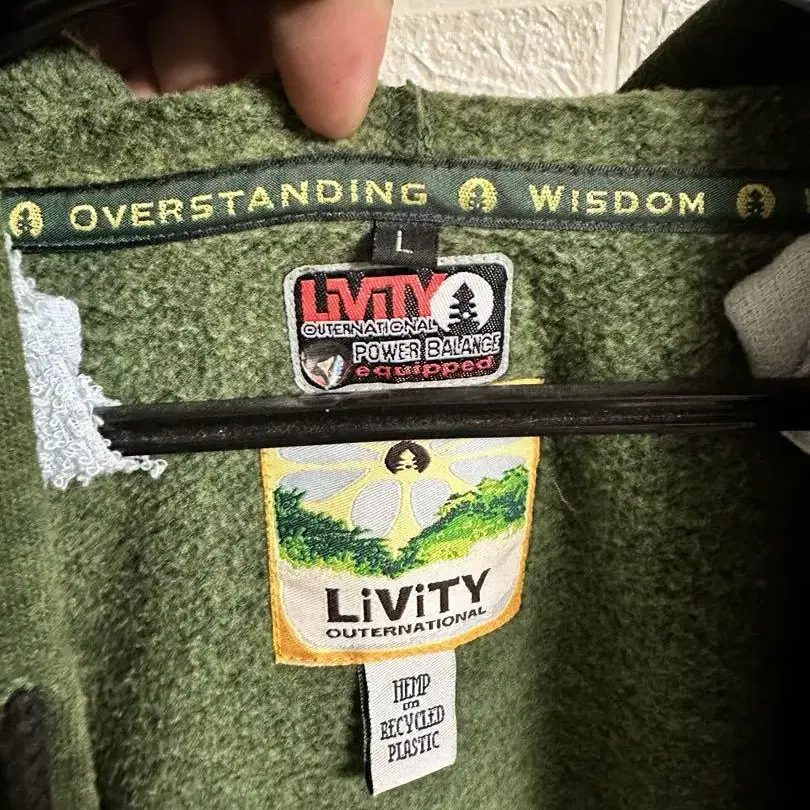 OVERSTANDING WISDOM
L
LiViTY
OUTERNATIONAL
POWER BALANCE
equipped
LiViTY
OUTERNATIONAL
HEMP
RECYCLED
PLASTIC